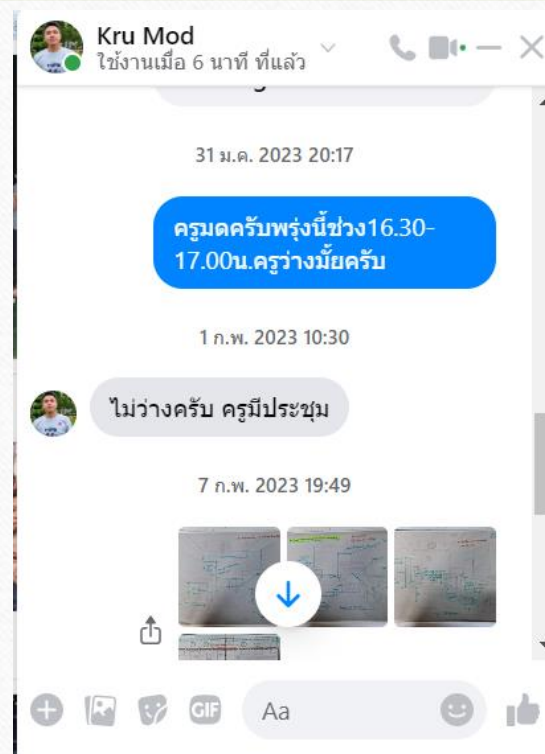 Kru Mod
ใช้งานเมื่อ 6 นาที ที่แล้ว
31 ม.ค. 2023 20:17
ครูมดครับพรุ่งนี้ช่วง16.30-
17.00น.ครูว่างมั้ยครับ
1 ก.พ. 2023 10:30
ไม่ว่างครับ ครูมีประชุม
7 ก.พ. 2023 19:49
GIF
Aa